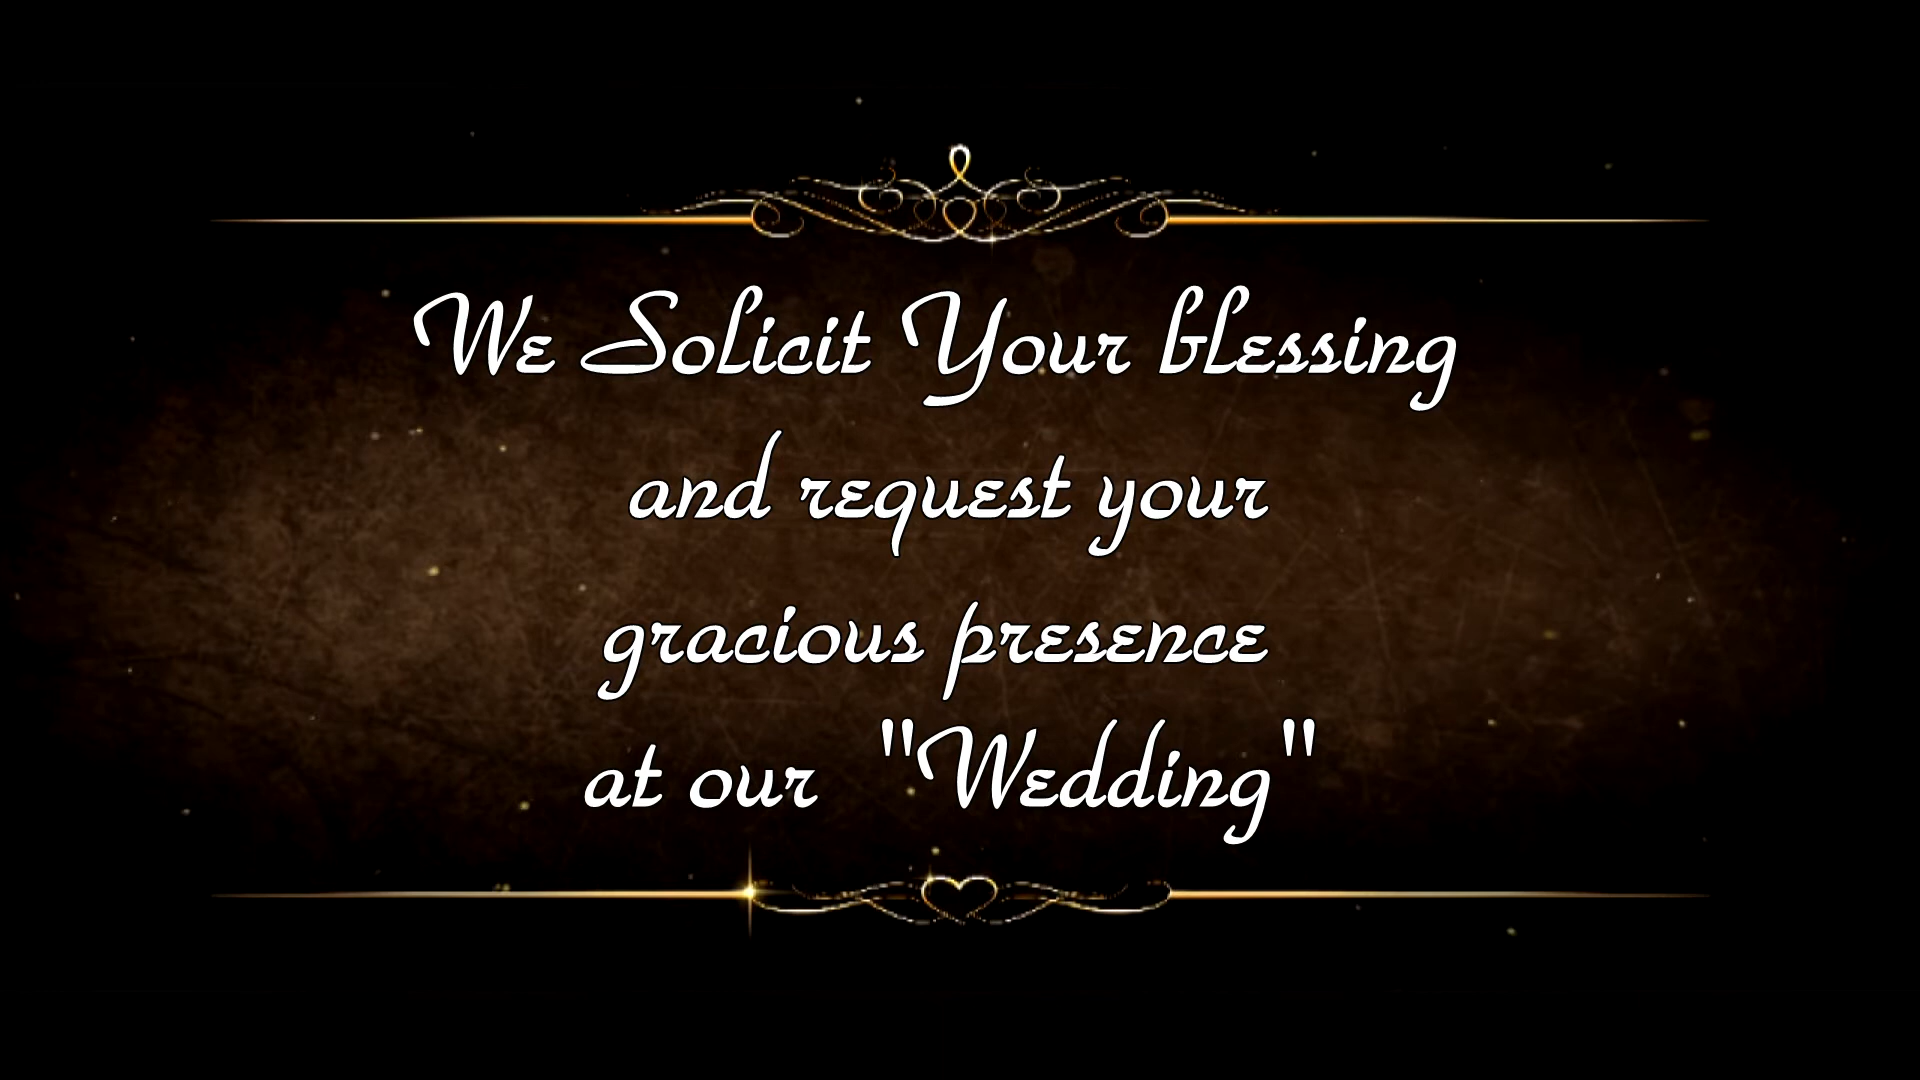 We Solicit Your blessing
and request your
gracious presence
at our "Wedding"